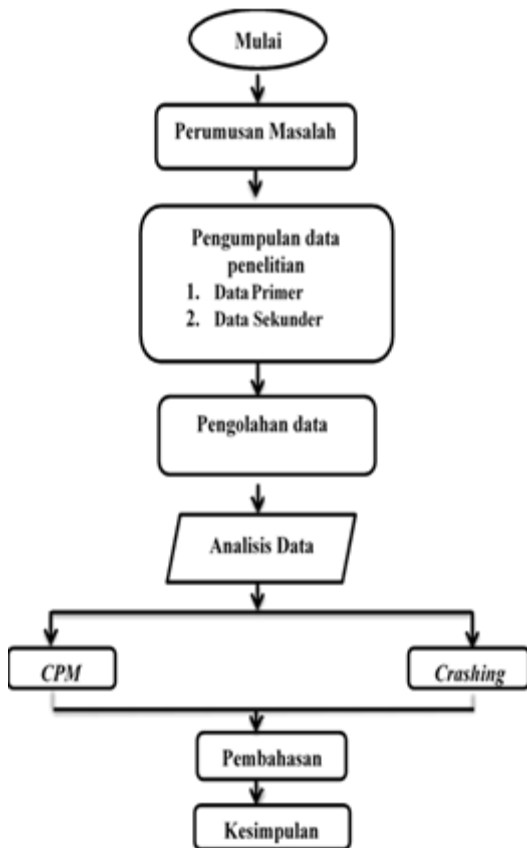 Mulai
Perumusan Masalah
Pengumpulan data
penelitian
1. Data Primer
2. Data Sekunder
Pengolahan data
Analisis Data
CPM
Crashing
Pembahasan
Kesimpulan